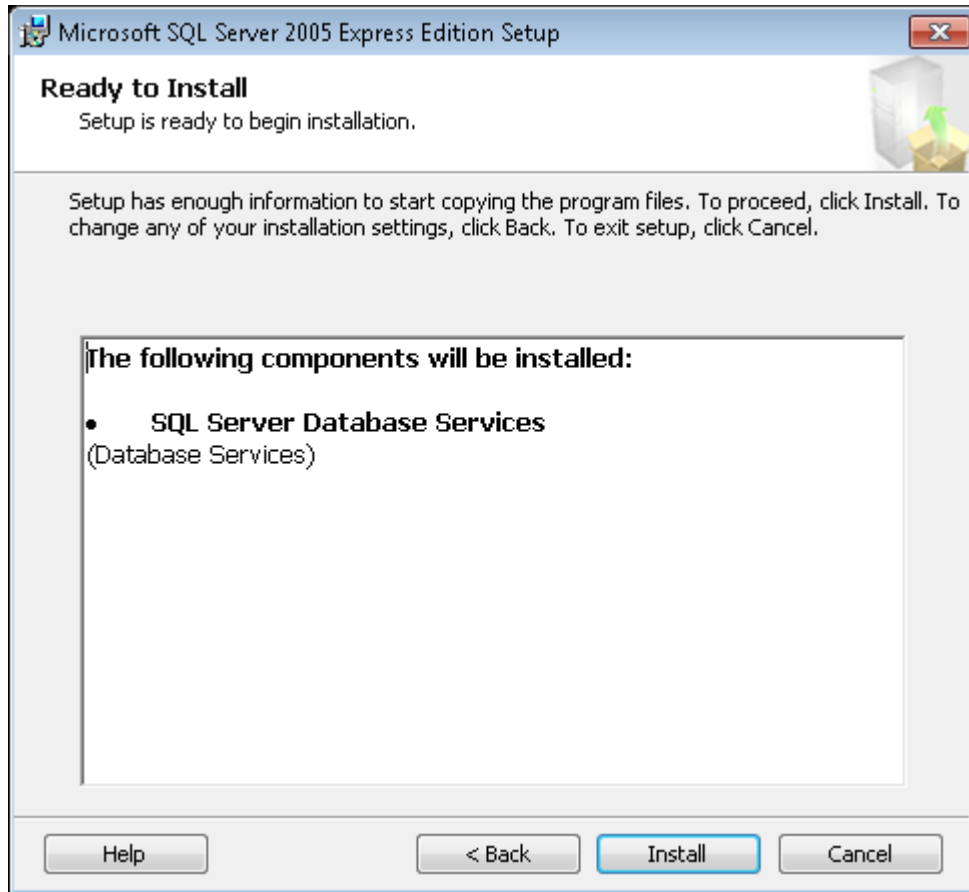 Microsoft SQL Server 2005 Express Edition Setup
Ready to Install
Setup is ready to begin installation.
Setup has enough information to start copying the program files. To proceed, click Install. To
change any of your installation settings, click Back. To exit setup, click Cancel.
The following components will be installed:
• SQL Server Database Services
(Database Services)
Help
< Back
Install
Cancel